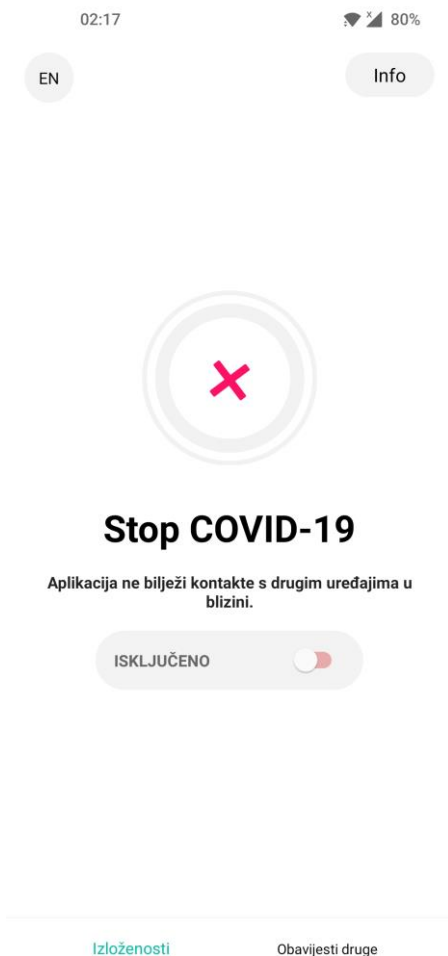 02:17
80%
EN
Info
Stop COVID-19
Aplikacija ne bilježi kontakte s drugim uređajima u
blizini.
ISKLJUČENO
Izloženosti
Obavijesti druge